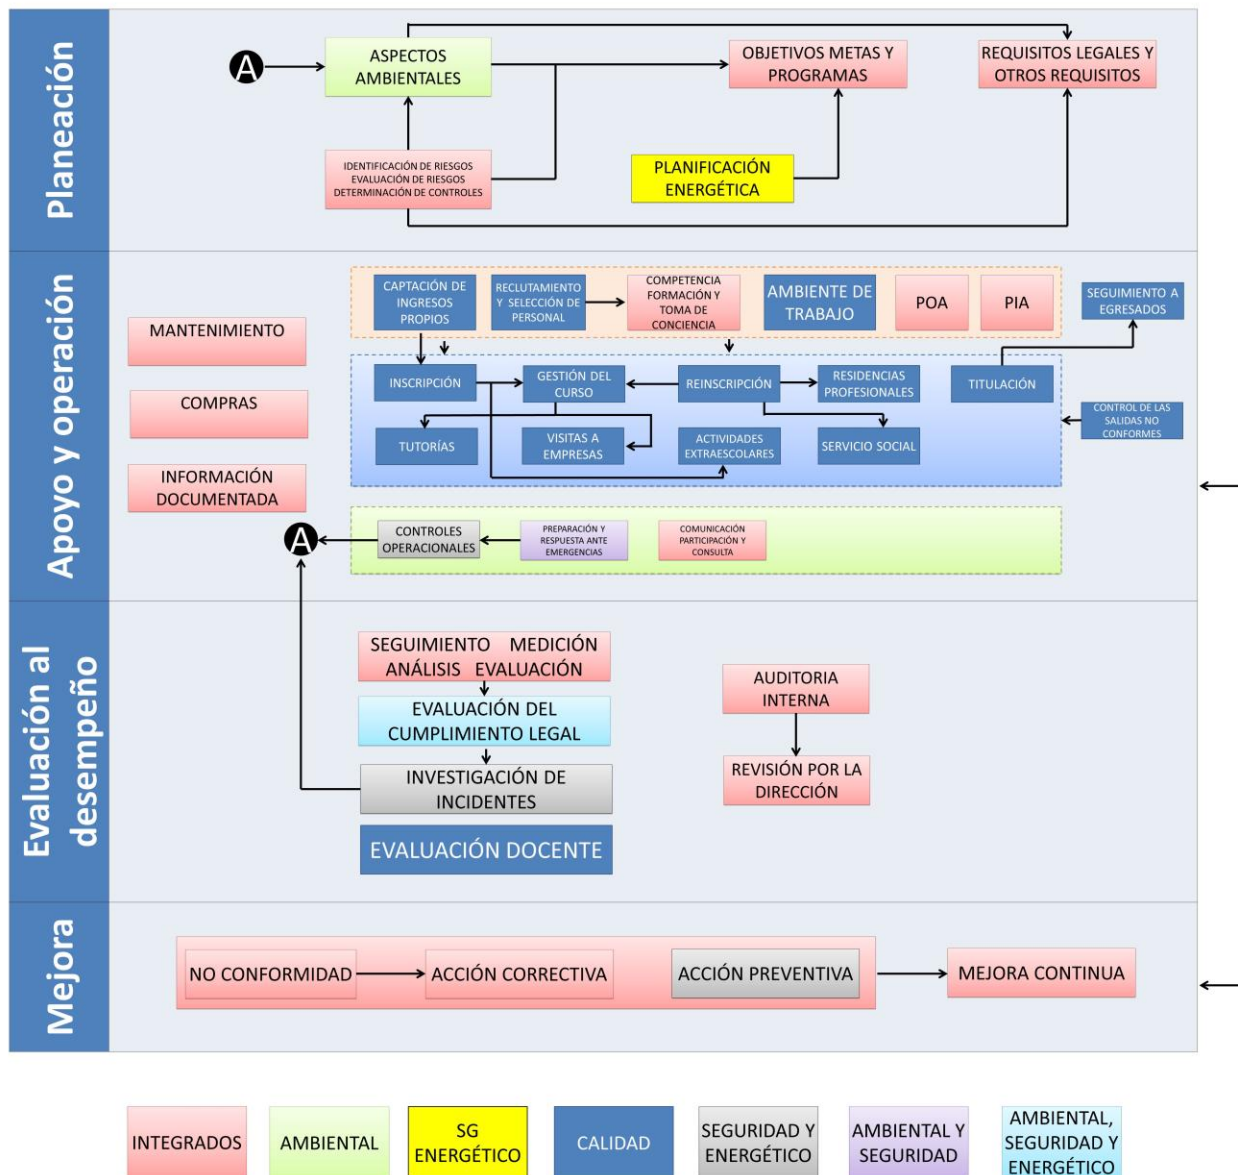 Planeación
A
ASPECTOS
AMBIENTALES
OBJETIVOS METAS Y
PROGRAMAS
REQUISITOS LEGALES Y
OTROS REQUISITOS
IDENTIFICACIÓN DE RIESGOS
EVALUACIÓN DE RIESGOS
DETERMINACIÓN DE CONTROLES
PLANIFICACIÓN
ENERGÉTICA
Apoyo y operación
MANTENIMIENTO
COMPRAS
INFORMACIÓN
DOCUMENTADA
CAPTACIÓN DE
INGRESOS
PROPIOS
RECLUTAMIENTO
Y SELECCIÓN DE
PERSONAL
COMPETENCIA
FORMACIÓN Y
TOMA DE
CONCIENCIA
AMBIENTE DE
TRABAJO
POA
PIA
SEGUIMIENTO A
EGRESADOS
INSCRIPCIÓN
GESTIÓN DEL
CURSO
REINSCRIPCIÓN
RESIDENCIAS
PROFESIONALES
TITULACIÓN
TUTORÍAS
VISITAS A
EMPRESAS
ACTIVIDADES
EXTRAESCOLARES
SERVICIO SOCIAL
CONTROL DE LAS
SALIDAS NO
CONFORMES
A
CONTROLES
OPERACIONALES
PREPARACIÓN Y
RESPUESTA ANTE
EMERGENCIAS
COMUNICACIÓN
PARTICIPACIÓN Y
CONSULTA
Evaluación al
desempeño
SEGUIMIENTO MEDICIÓN
ANÁLISIS EVALUACIÓN
EVALUACIÓN DEL
CUMPLIMIENTO LEGAL
INVESTIGACIÓN DE
INCIDENTES
EVALUACIÓN DOCENTE
AUDITORIA
INTERNA
REVISIÓN POR LA
DIRECCIÓN
Mejora
NO CONFORMIDAD
ACCIÓN CORRECTIVA
ACCIÓN PREVENTIVA
MEJORA CONTINUA
INTEGRADOS
AMBIENTAL
SG
ENERGÉTICO
CALIDAD
SEGURIDAD Y
ENERGÉTICO
AMBIENTAL Y
SEGURIDAD
AMBIENTAL,
SEGURIDAD Y
ENERGÉTICO